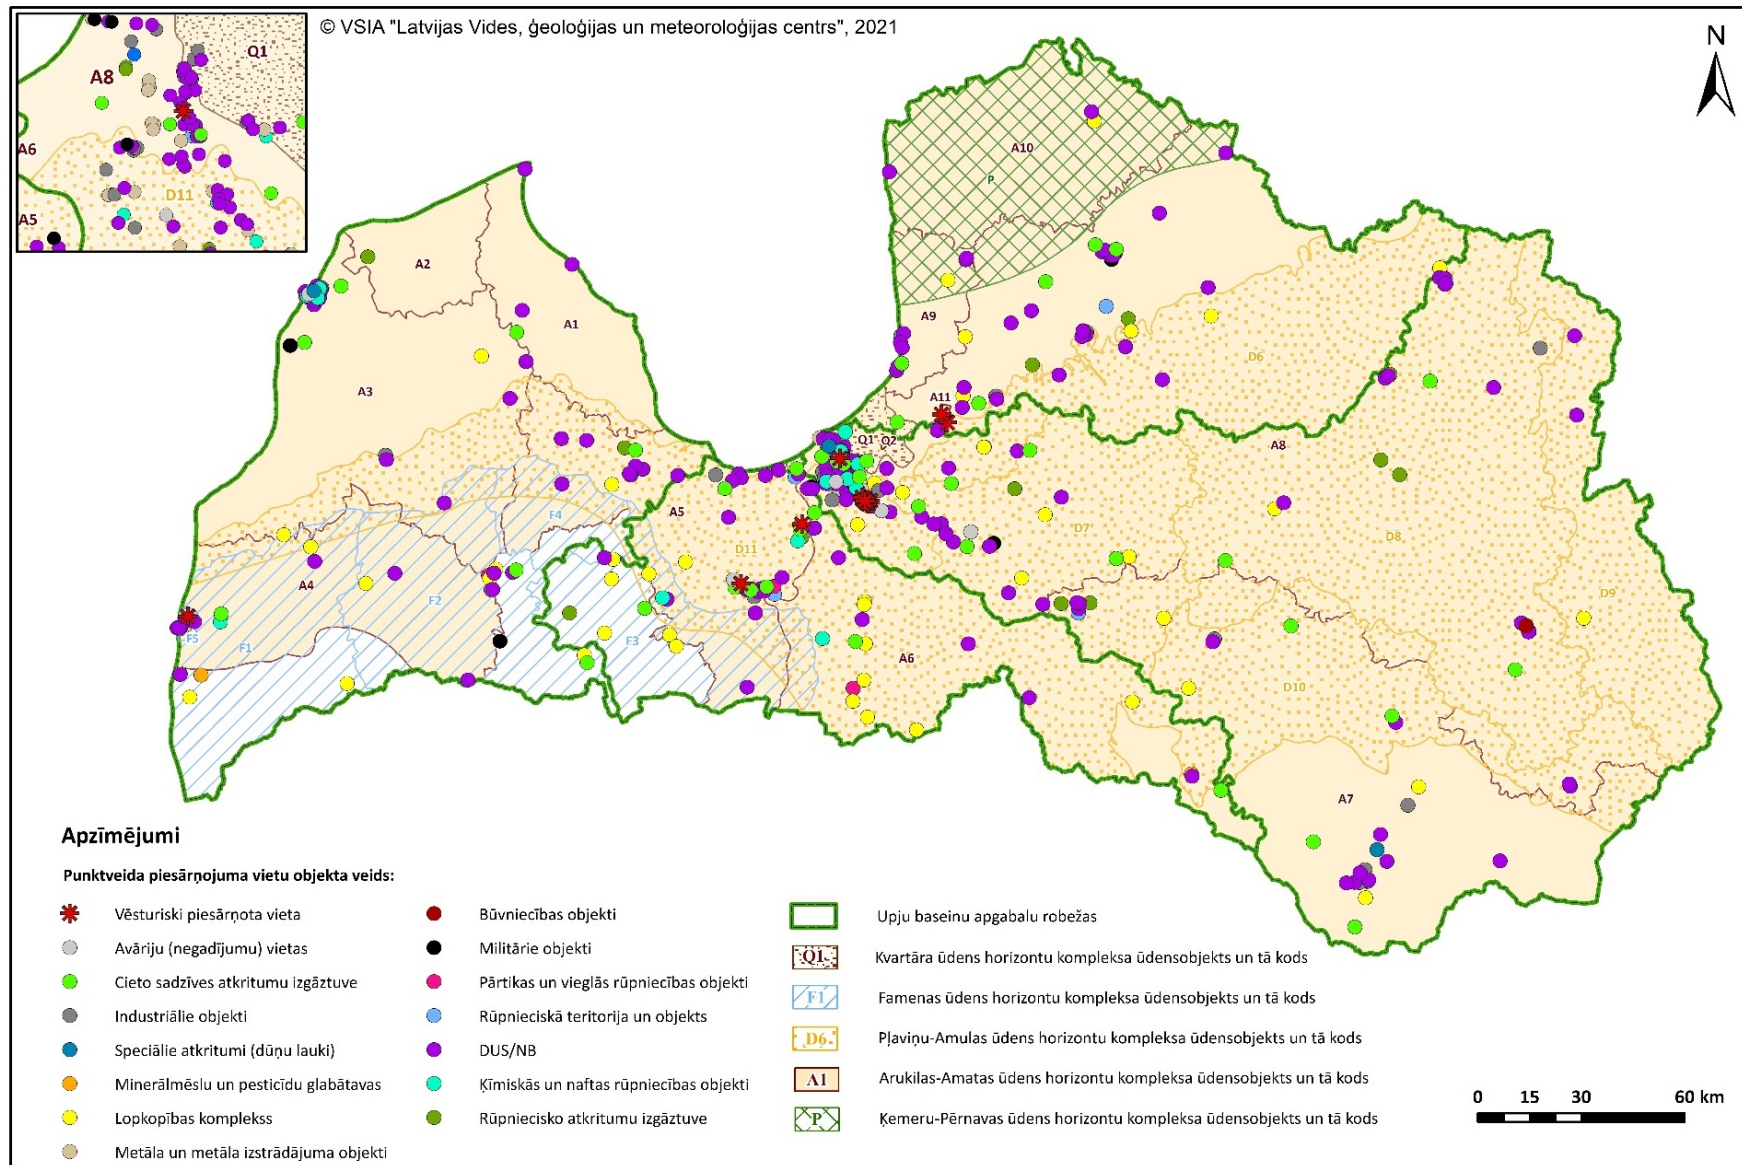 © VSIA "Latvijas Vides, ģeoloģijas un meteoroloģijas centrs", 2021
N
Q1
A8
A6
D11
A5
A10
P
A2
A1
A9
A3
D6
A11
Q1 Q2
A8
F4
A5
D7
D8
D11
A4
F2
D9
F5
F1
F3
A6
D10
A7
Apzīmējumi
Punktveida piesārņojuma vietu objekta veids:
Vēsturiski piesārņota vieta
Avāriju (negadījumu) vietas
Cieto sadzīves atkritumu izgāztuve
Industriālie objekti
Speciālie atkritumi (dūņu lauki)
Minerālmēslu un pesticīdu glabātavas
Lopkopības komplekss
Metāla un metāla izstrādājuma objekti
Būvniecības objekti
Militārie objekti
Pārtikas un vieglās rūpniecības objekti
Rūpnieciskā teritorija un objekts
DUS/NB
Ķīmiskās un naftas rūpniecības objekti
Rūpniecisko atkritumu izgāztuve
Upju baseinu apgabalu robežas
Q1 Kvartāra ūdens horizontu kompleksa ūdensobjekts un tā kods
F1 Famenas ūdens horizontu kompleksa ūdensobjekts un tā kods
D6 Pļaviņu-Amulas ūdens horizontu kompleksa ūdensobjekts un tā kods
A1 Arukilas-Amatas ūdens horizontu kompleksa ūdensobjekts un tā kods
P Ķemeru-Pērnavas ūdens horizontu kompleksa ūdensobjekts un tā kods
0 15 30 60 km